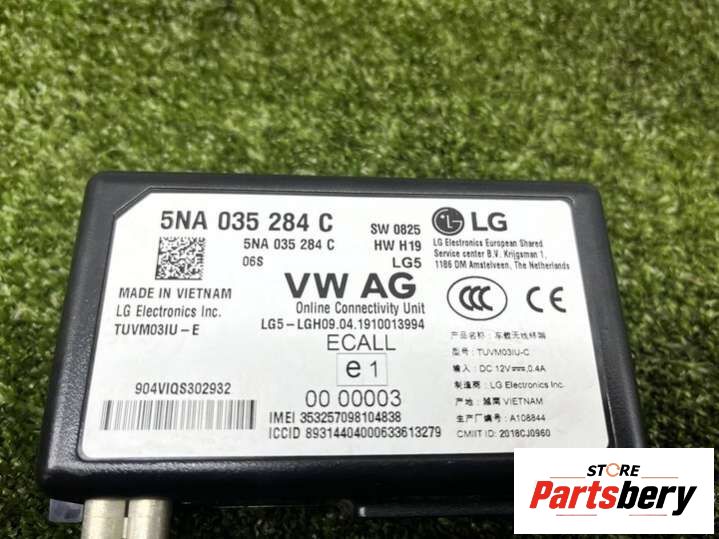 5NA 035 284 C
5NA 035 284 C
06S
SW 0825
HW H19
LG5
LG
LG Electronics European Shared
Service center B.V. Krijgsman 1,
1186 DM Amstelveen, The Netherlands
MADE IN VIETNAM
LG Electronics Inc.
TUVM03IU-E
VW AG
Online Connectivity Unit
LG5-LGH09.04.1910013994
ECALL
e 1
00 00003
IMEI 353257098104838
ICCID 89314404000633613279
904VIQS302932
CCC CE
产品名称: 车载无线终端
型号: TUVM03IU-C
输入: DC 12V 0.4A
制造商: LG Electronics Inc.
产地: 越南 VIETNAM
生产厂编号: A108844
CMIIT ID: 2018CJ0960
STORE
Partsbery